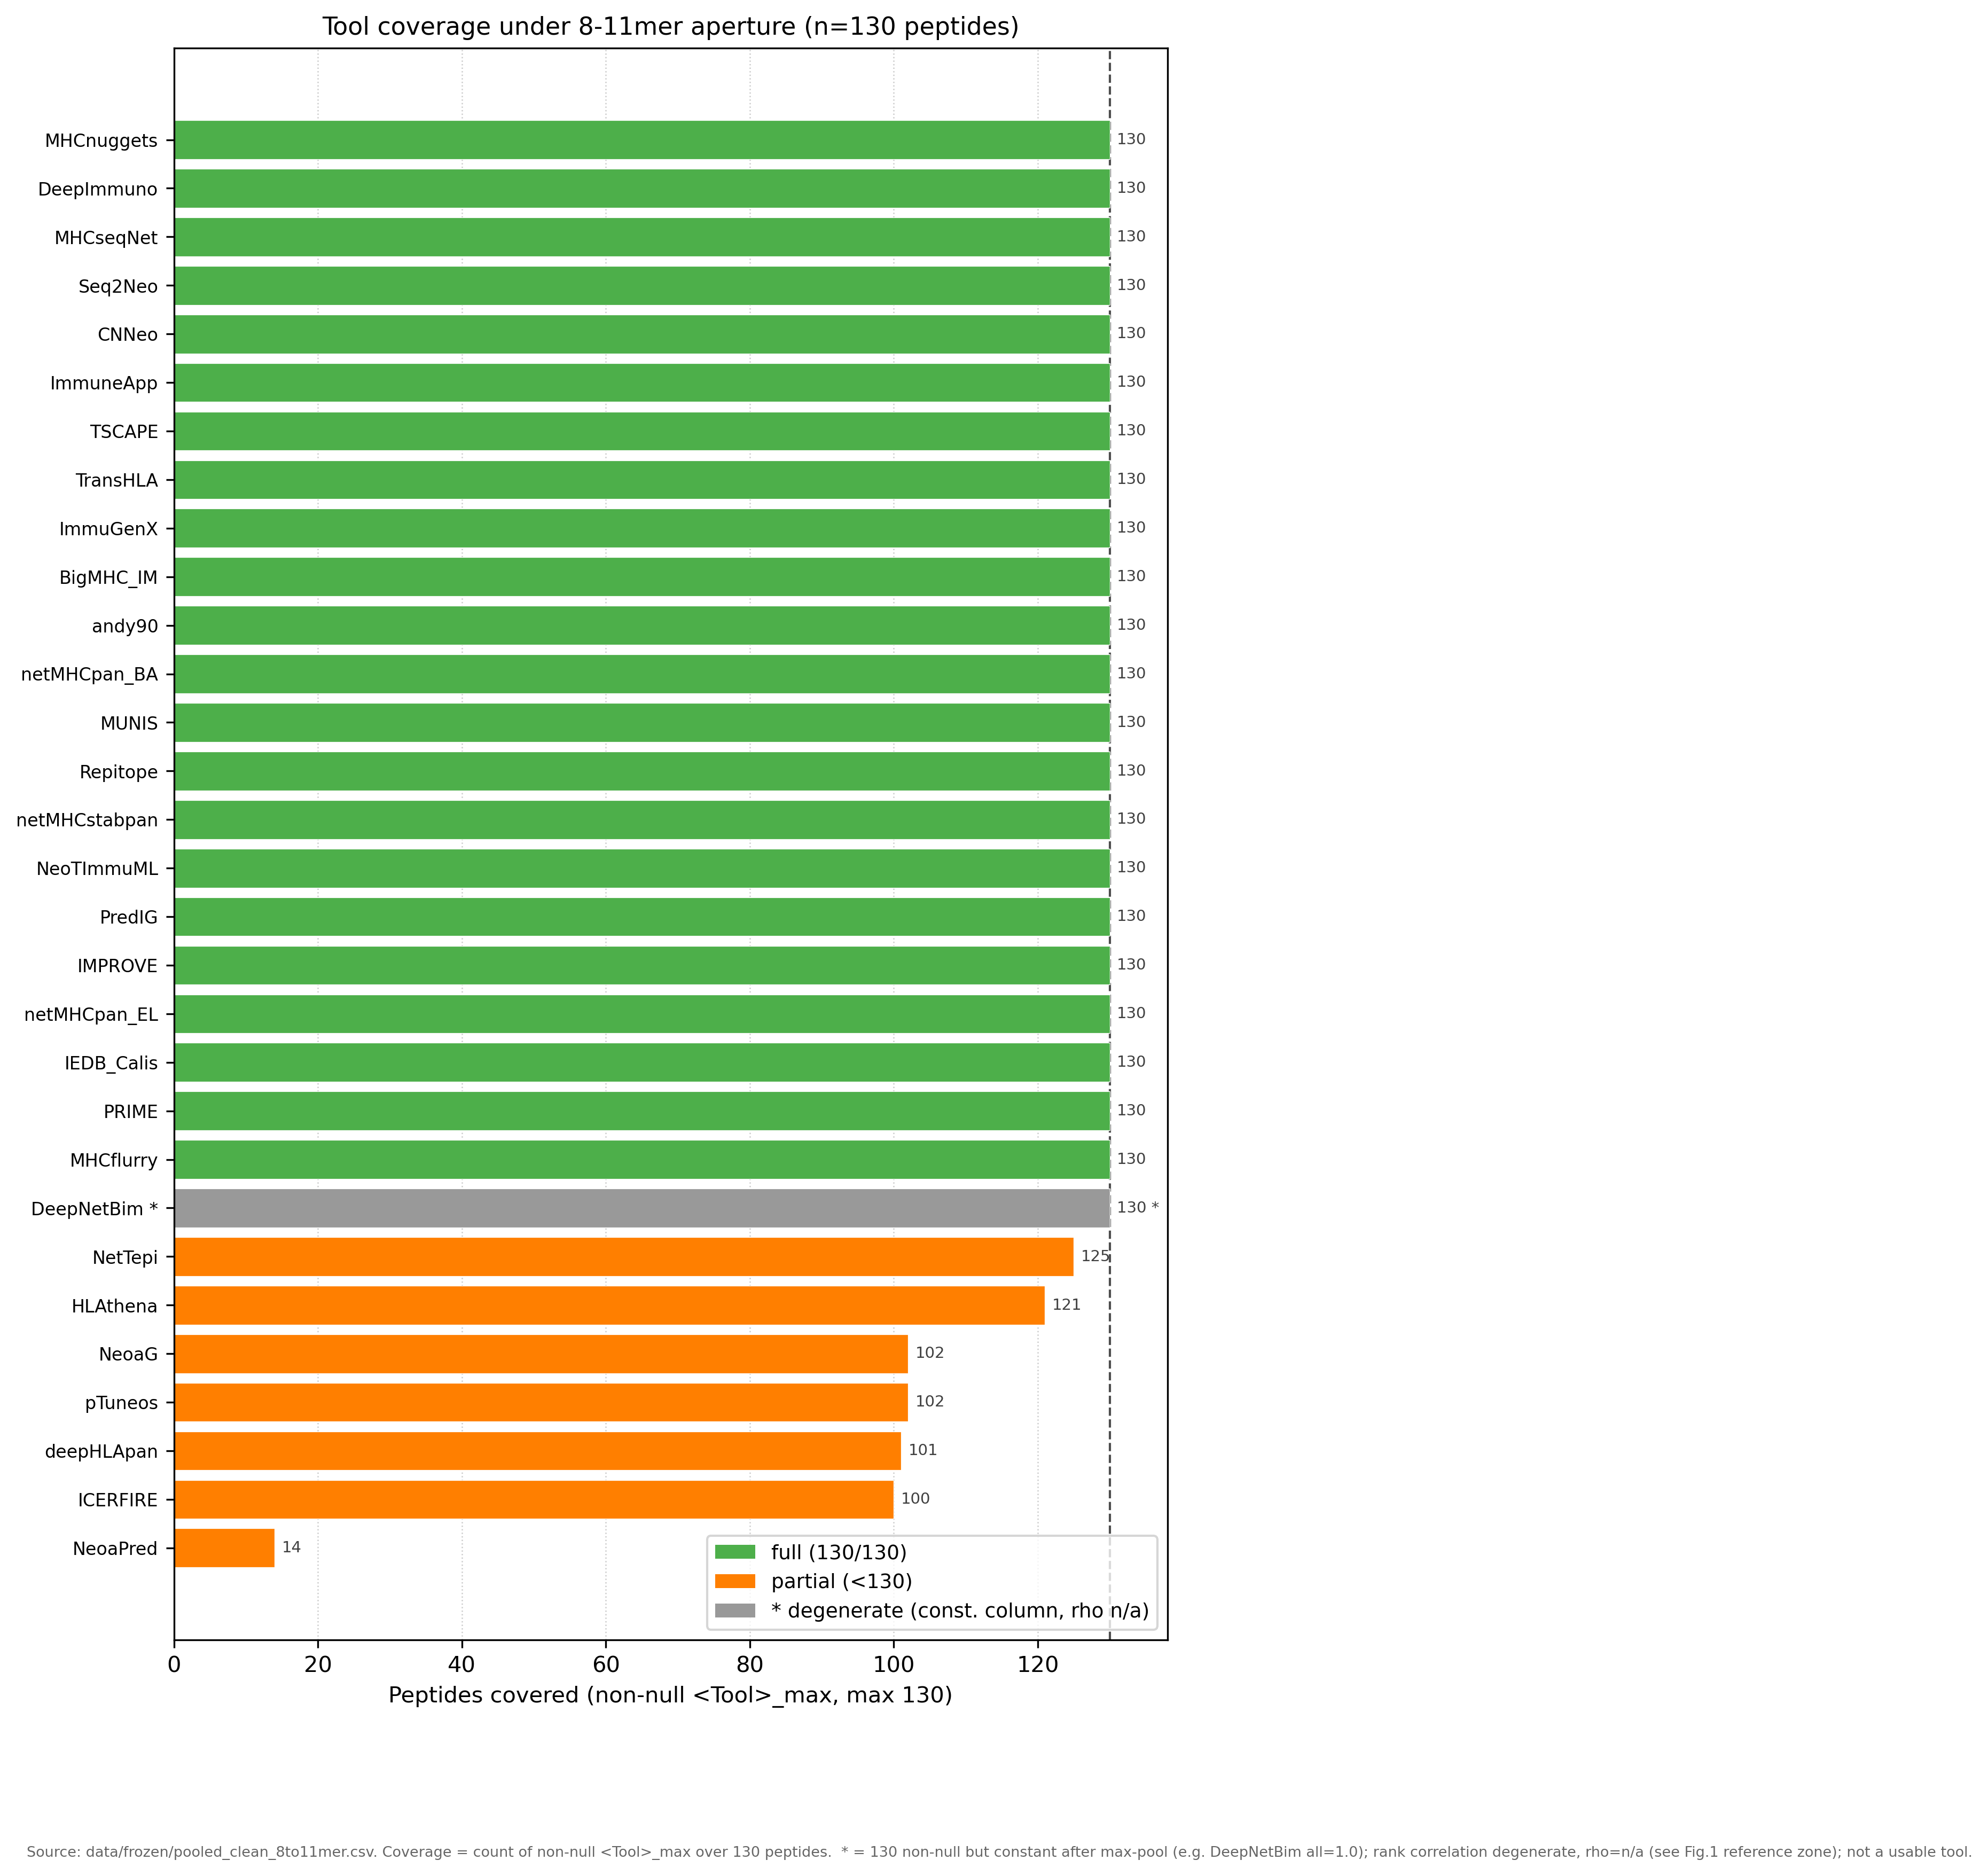 Tool coverage under 8-11mer aperture (n=130 peptides)
MHCnuggets 130
DeepImmuno 130
MHCseqNet 130
Seq2Neo 130
CNNeo 130
ImmuneApp 130
TSCAPE 130
TransHLA 130
ImmuGenX 130
BigMHC_IM 130
andy90 130
netMHCpan_BA 130
MUNIS 130
Repitope 130
netMHCstabpan 130
NeoTImmuML 130
PredIG 130
IMPROVE 130
netMHCpan_EL 130
IEDB_Calis 130
PRIME 130
MHCflurry 130
DeepNetBim * 130 *
NetTepi 125
HLAthena 121
NeoaG 102
pTuneos 102
deepHLApan 101
ICERFIRE 100
NeoaPred 14
full (130/130)
partial (<130)
* degenerate (const. column, rho n/a)
0 20 40 60 80 100 120
Peptides covered (non-null <Tool>_max, max 130)
Source: data/frozen/pooled_clean_8to11mer.csv. Coverage = count of non-null <Tool>_max over 130 peptides.  * = 130 non-null but constant after max-pool (e.g. DeepNetBim all=1.0); rank correlation degenerate, rho=n/a (see Fig.1 reference zone); not a usable tool.